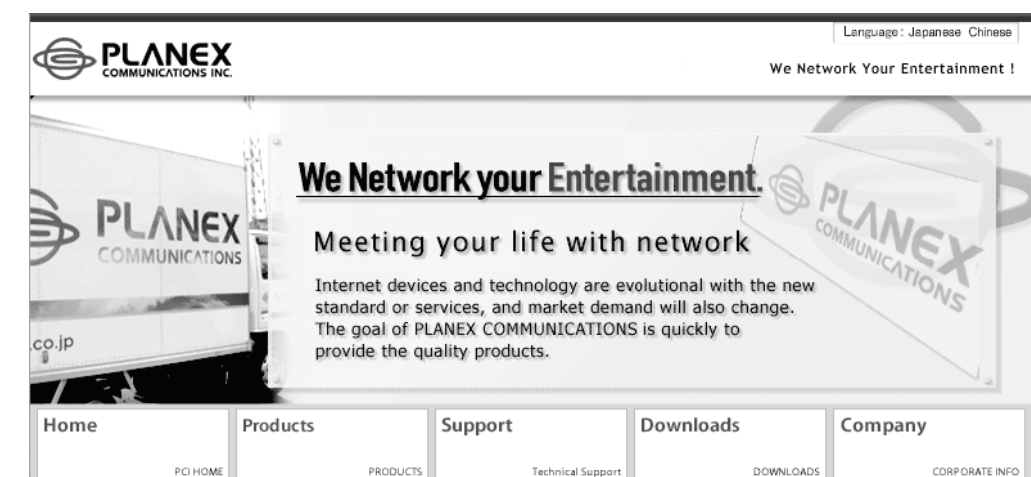 Language: Japanese Chinese
PLANEX
COMMUNICATIONS INC.
We Network Your Entertainment !
We Network your Entertainment.
PLANEX
COMMUNICATIONS
.co.jp
PLANEX
COMMUNICATIONS
Meeting your life with network
Internet devices and technology are evolutional with the new
standard or services, and market demand will also change.
The goal of PLANEX COMMUNICATIONS is quickly to
provide the quality products.
Home
PCI HOME
Products
PRODUCTS
Support
Technical Support
Downloads
DOWNLOADS
Company
CORPORATE INFO